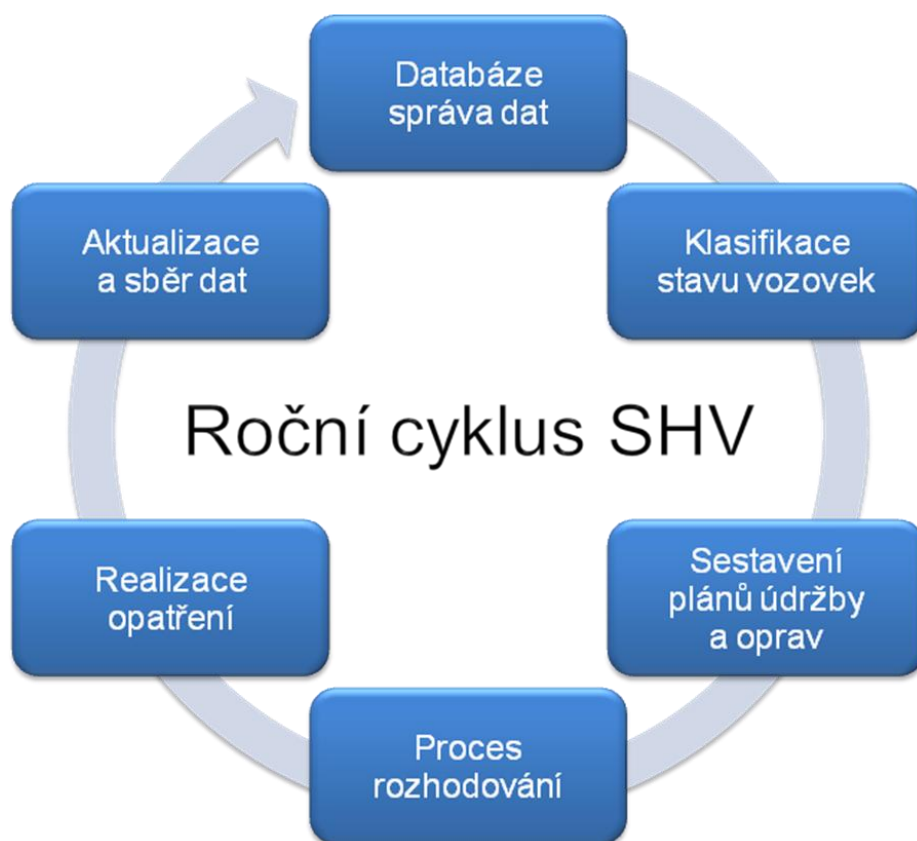 Databáze
správa dat
Klasifikace
stavu vozovek
Sestavení
plánů údržby
a oprav
Proces
rozhodování
Realizace
opatření
Aktualizace
a sběr dat
Roční cyklus SHV